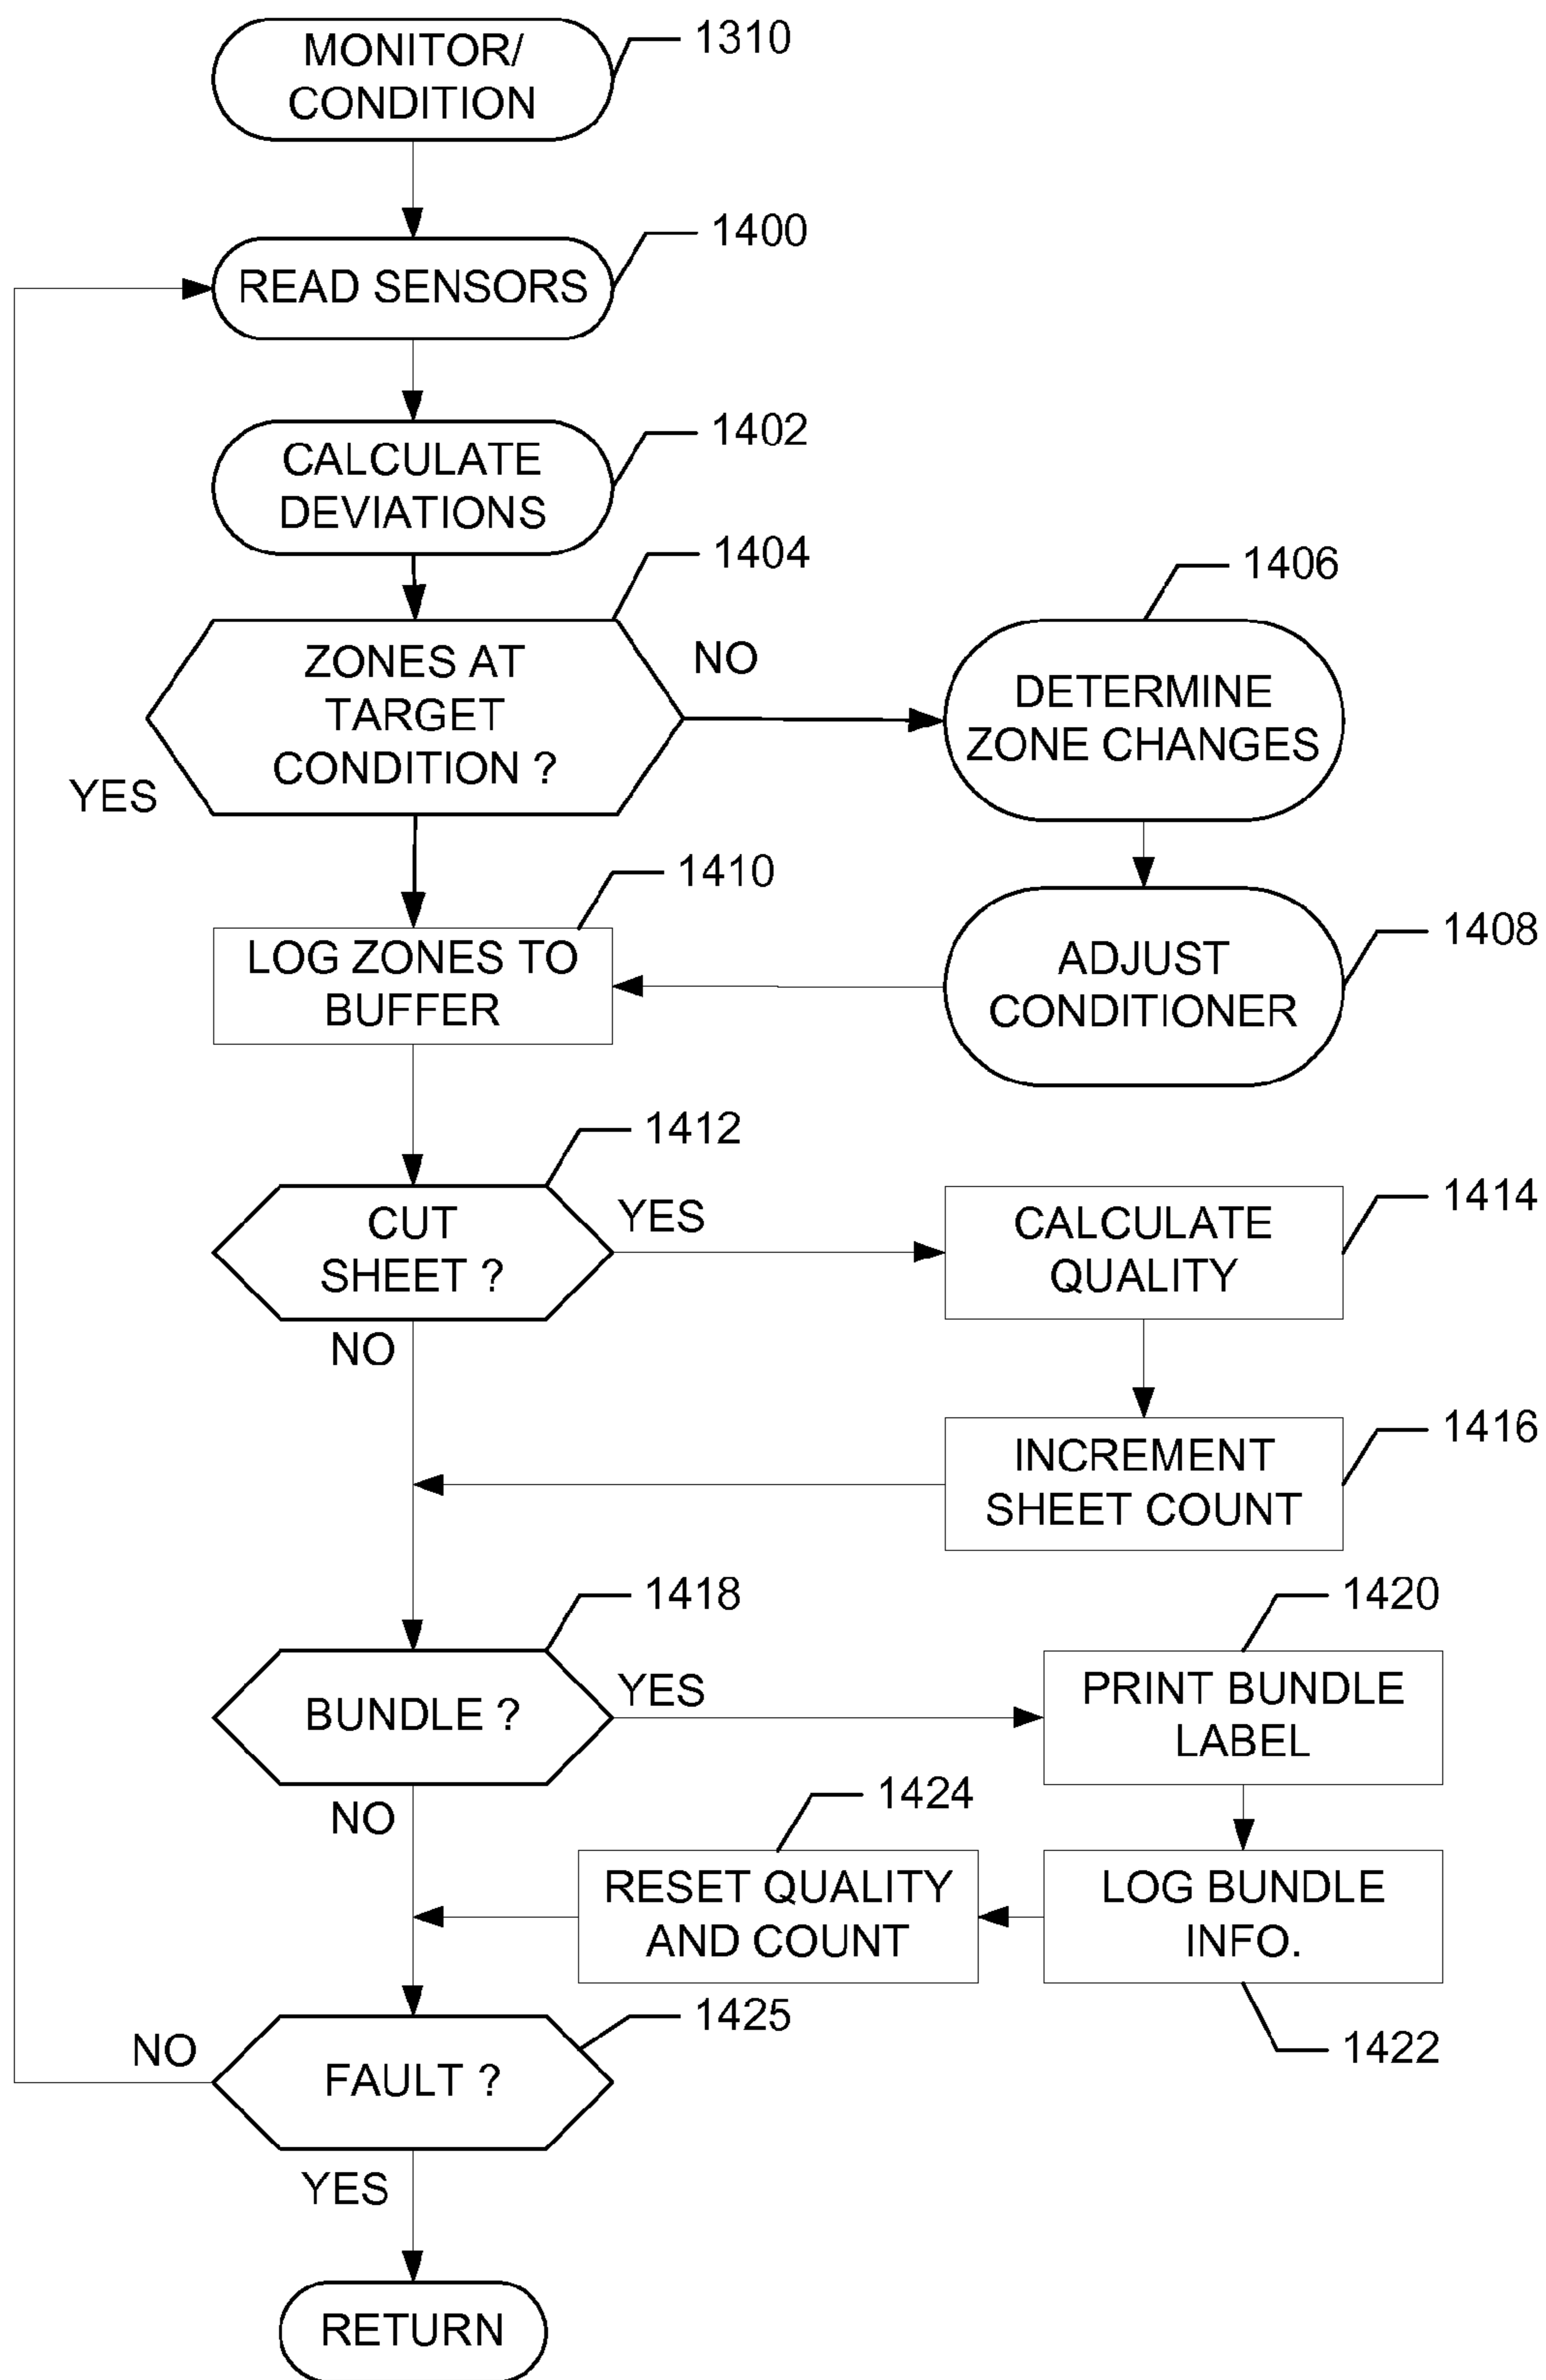 MONITOR/
CONDITION
1310
READ SENSORS
1400
CALCULATE
DEVIATIONS
1402
ZONES AT
TARGET
CONDITION ?
1404
NO
YES
DETERMINE
ZONE CHANGES
1406
ADJUST
CONDITIONER
1408
LOG ZONES TO
BUFFER
1410
CUT
SHEET ?
1412
YES
NO
CALCULATE
QUALITY
1414
INCREMENT
SHEET COUNT
1416
BUNDLE ?
1418
YES
NO
PRINT BUNDLE
LABEL
1420
LOG BUNDLE
INFO.
1422
RESET QUALITY
AND COUNT
1424
FAULT ?
1425
NO
YES
RETURN